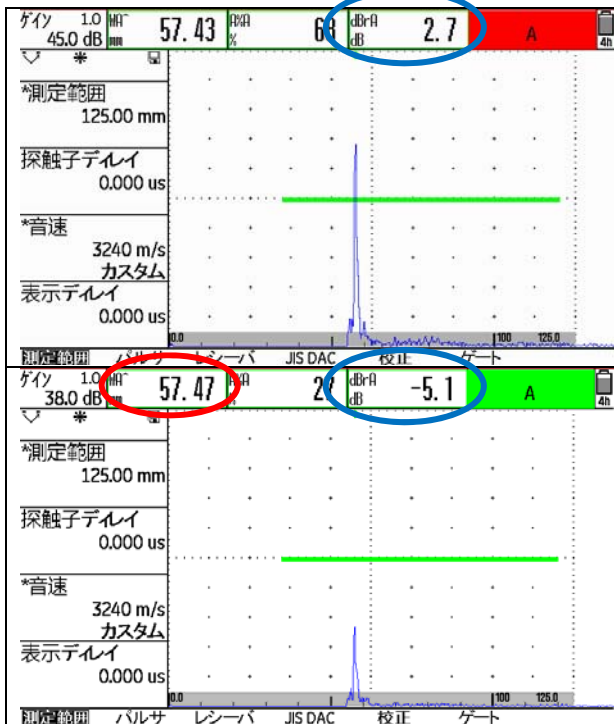 ゲイン 1.0 WA^ 57.43 A%A 68 dBrA 2.7 A
45.0 dB mm % dB 4h
*測定範囲
125.00 mm
探触子ディレイ
0.000 us
*音速
3240 m/s
カスタム
表示ディレイ
0.000 us
0.0 100 125.0
測定範囲 パルサ レシーバ JIS DAC 校正 ゲート
ゲイン 1.0 WA^ 57.47 A%A 27 dBrA -5.1 A
38.0 dB mm dB 4h
*測定範囲
125.00 mm
探触子ディレイ
0.000 us
*音速
3240 m/s
カスタム
表示ディレイ
0.000 us
0.0 100 125.0
測定範囲 パルサ レシーバ JIS DAC 校正 ゲート